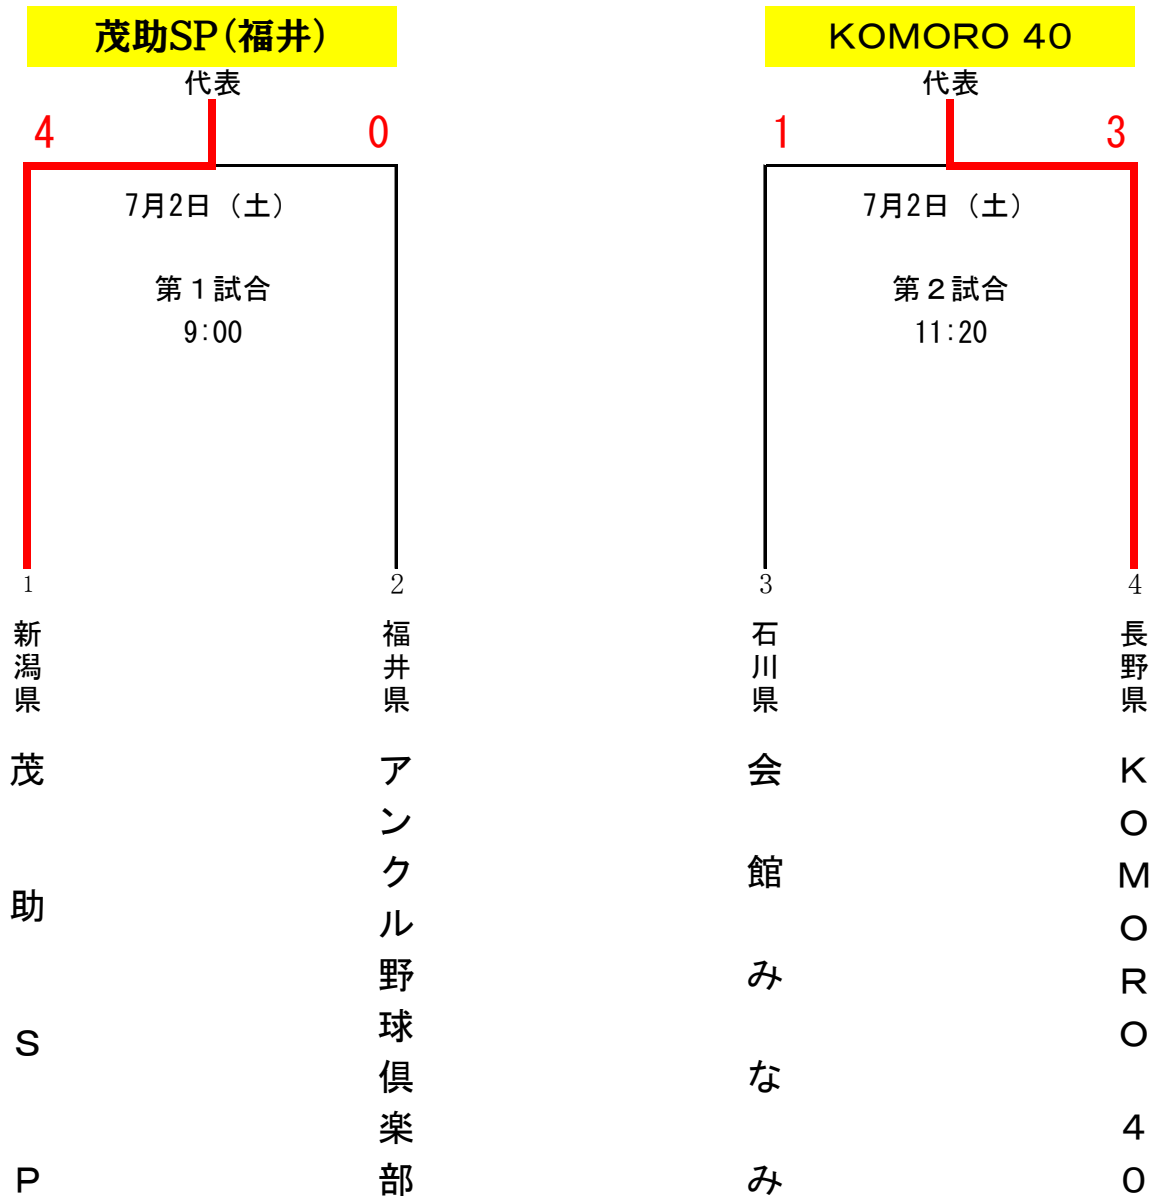 茂助SP（福井）
KOMORO 40
代表
代表
4
0
1
3
7月2日（土）
7月2日（土）
第１試合
第２試合
9:00
11:20
1
2
3
4
新潟県
福井県
石川県
長野県
茂助SP
アンクル野球倶楽部
会館みなみ
KOMORO 40